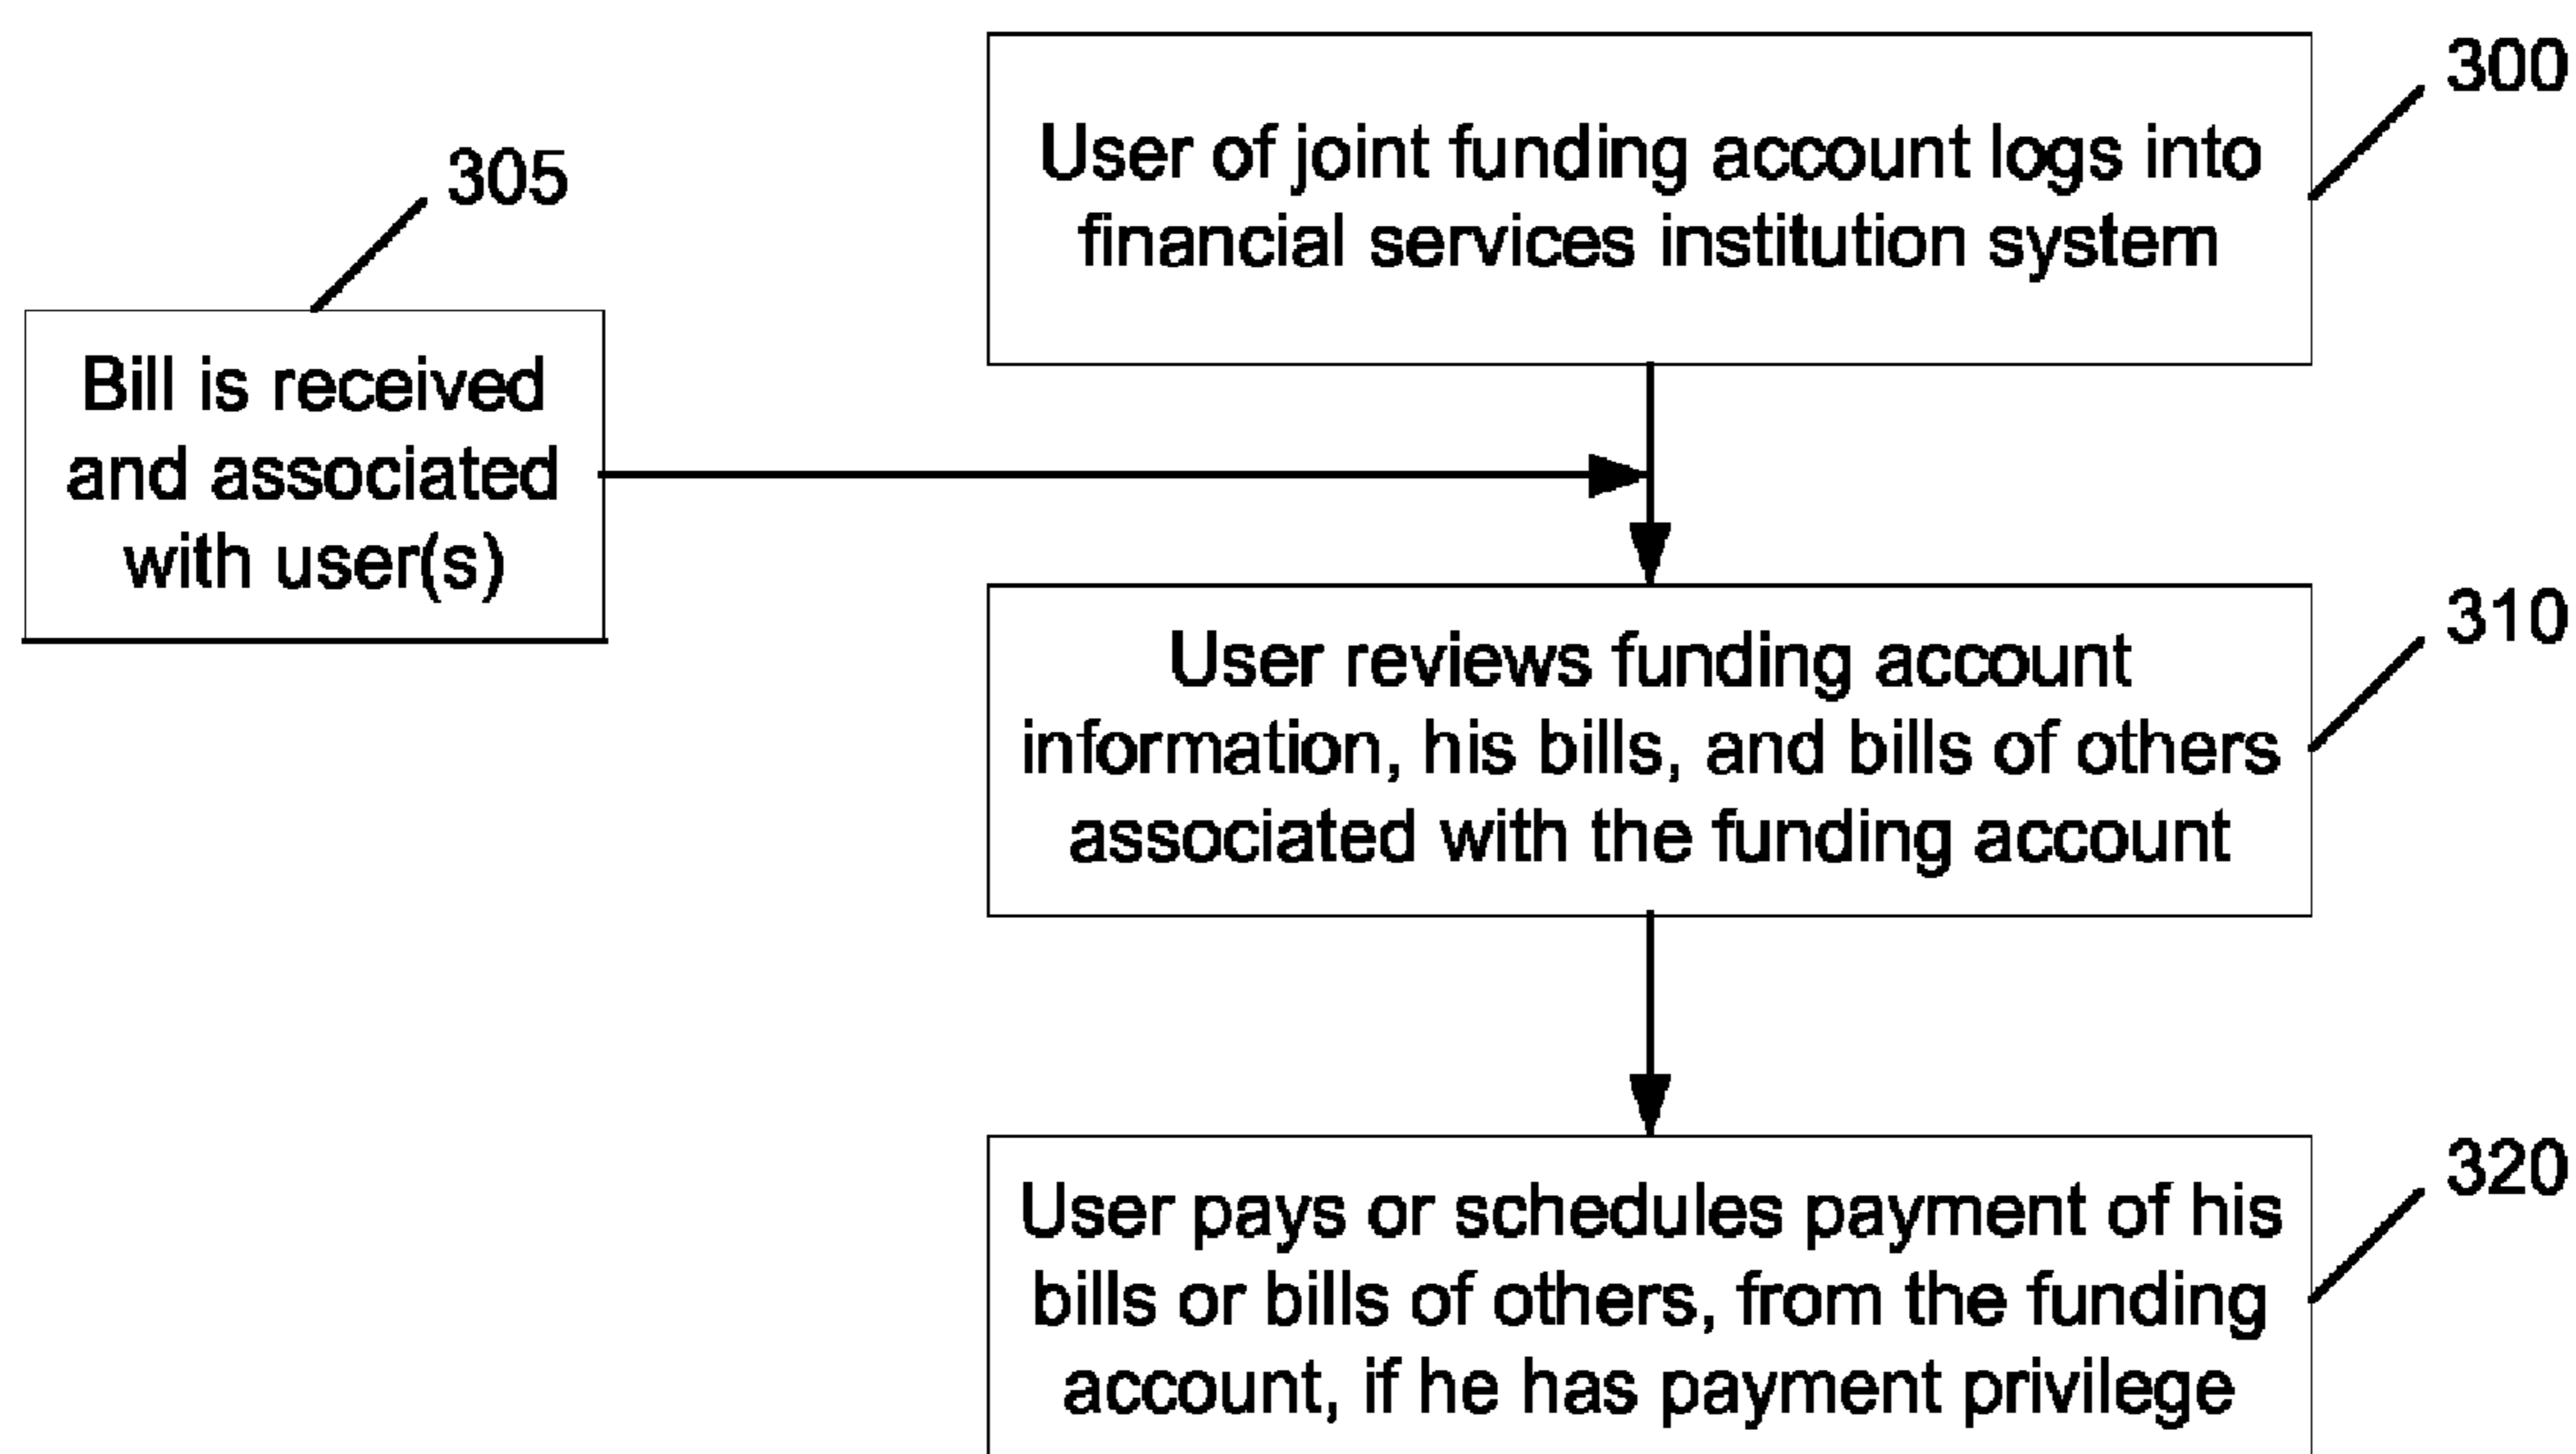 300
User of joint funding account logs into
financial services institution system
305
Bill is received
and associated
with user(s)
310
User reviews funding account
information, his bills, and bills of others
associated with the funding account
320
User pays or schedules payment of his
bills or bills of others, from the funding
account, if he has payment privilege